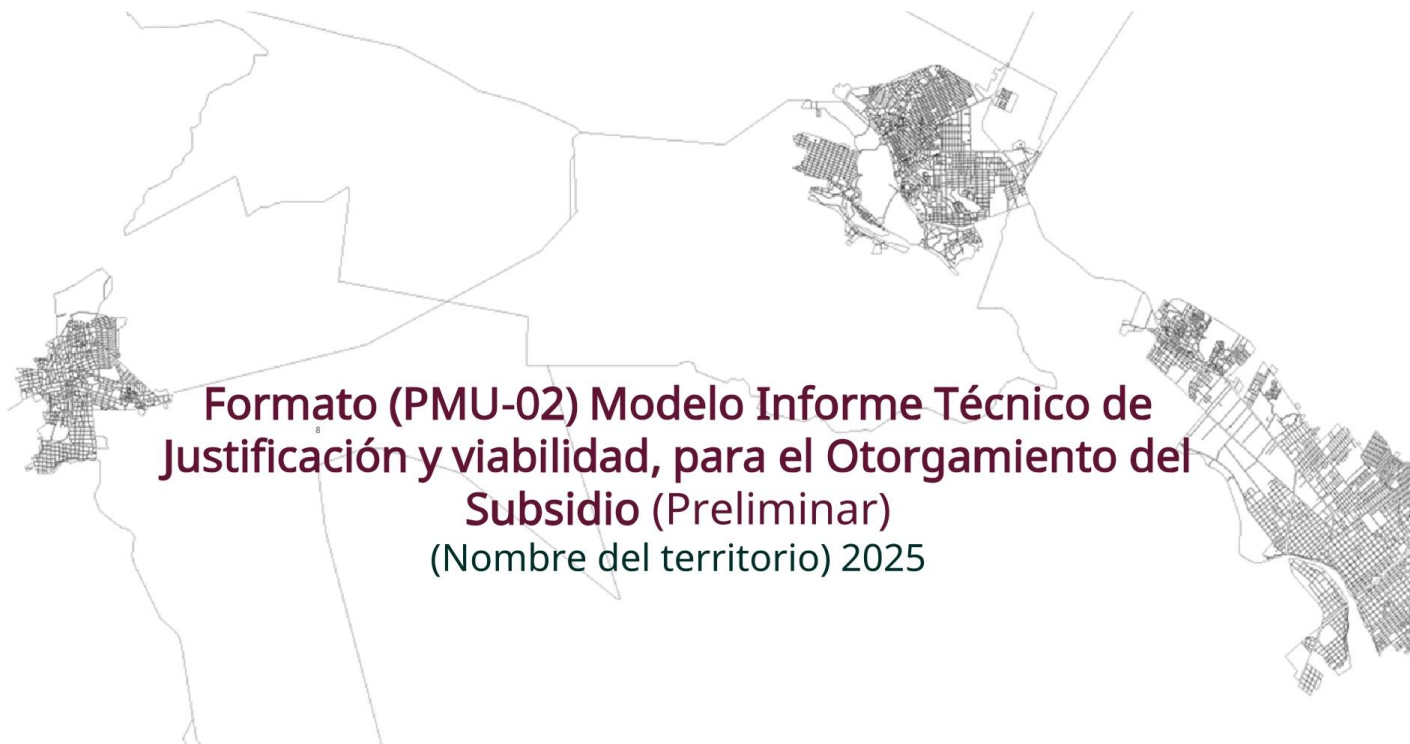 Formato (PMU-02) Modelo Informe Técnico de
8
Justificación y viabilidad, para el Otorgamiento del
Subsidio (Preliminar)
(Nombre del territorio) 2025